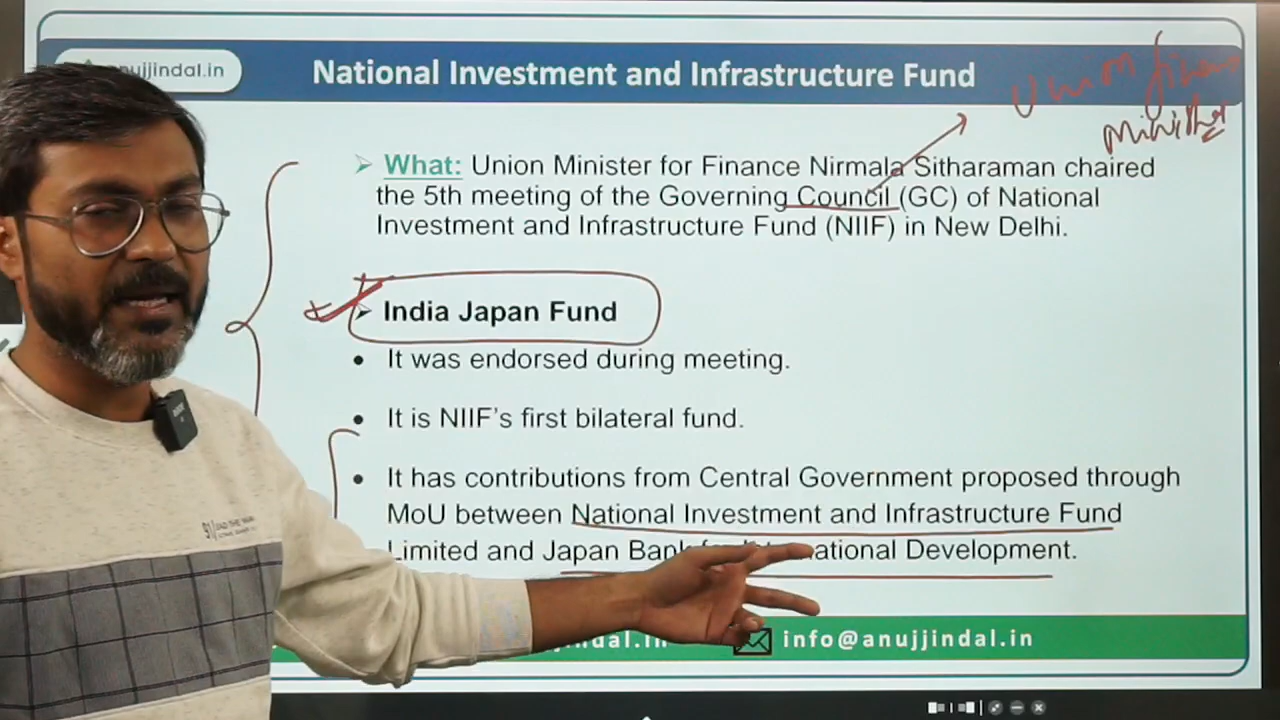 anujjindal.in
National Investment and Infrastructure Fund
Union finance
Minister
➢ What: Union Minister for Finance Nirmala Sitharaman chaired
the 5th meeting of the Governing Council (GC) of National
Investment and Infrastructure Fund (NIIF) in New Delhi.
➢ India Japan Fund
• It was endorsed during meeting.
• It is NIIF's first bilateral fund.
• It has contributions from Central Government proposed through
MoU between National Investment and Infrastructure Fund
Limited and Japan Bank for International Development.
info@anujjindal.in